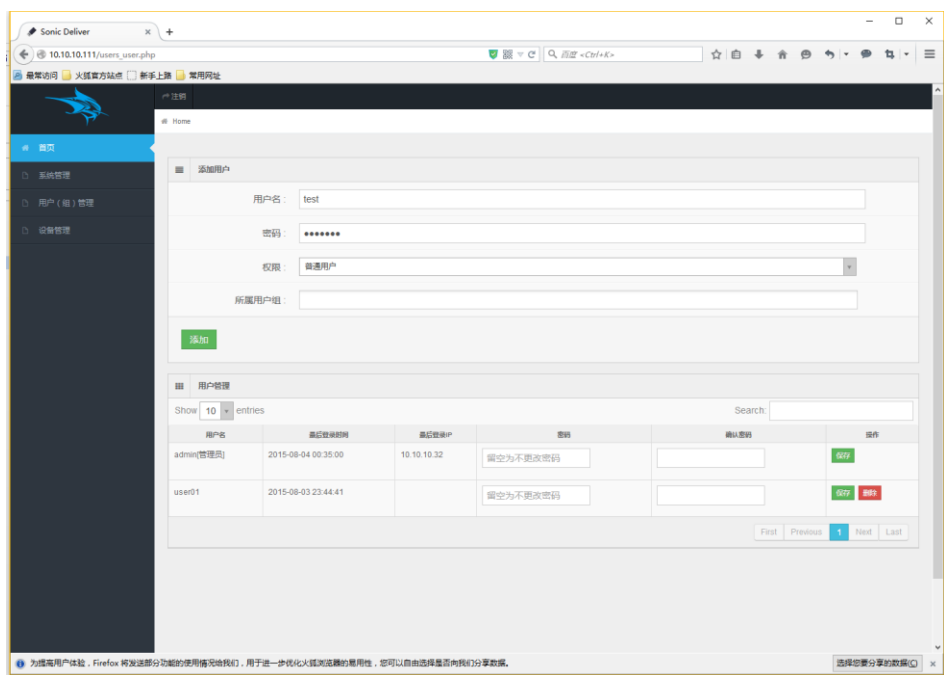 Sonic Deliver
10.10.10.111/users_user.php
百度 <Ctrl+K>
最常访问 火狐官方站点 新手上路 常用网址
注销
Home
首页
系统管理
用户（组）管理
设备管理
添加用户
用户名：
test
密码：
•••••••
权限：
普通用户
所属用户组：
添加
用户管理
Show 10 entries
Search:
用户名 最后登录时间 最后登录IP 密码 确认密码 操作
admin[管理员] 2015-08-04 00:35:00 10.10.10.32 留空为不更改密码 保存
user01 2015-08-03 23:44:41 留空为不更改密码 保存 删除
First Previous 1 Next Last
为提高用户体验，Firefox 将发送部分功能的使用情况给我们，用于进一步优化火狐浏览器的易用性，您可以自由选择是否向我们分享数据。
选择您要分享的数据(C)